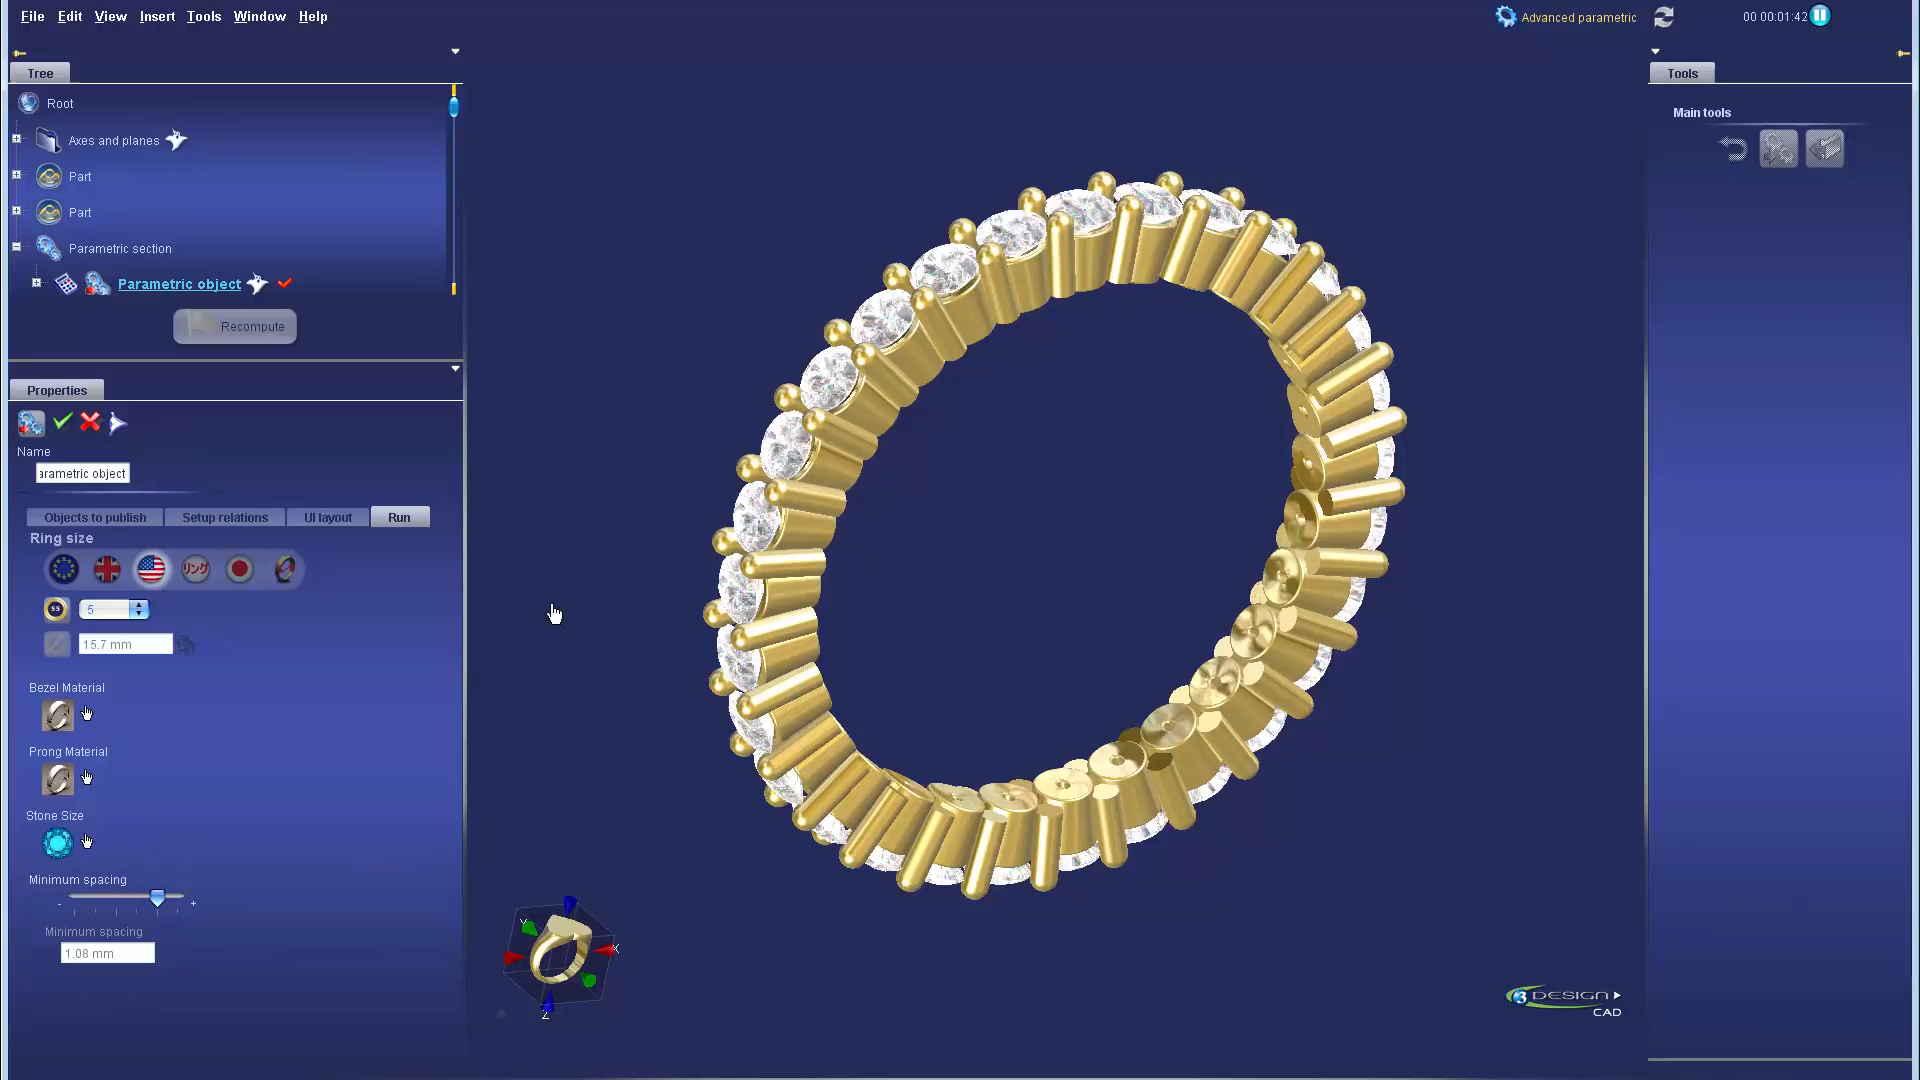 File Edit View Insert Tools Window Help
Advanced parametric
00 00:01:42
Tree
Root
Axes and planes
Part
Part
Parametric section
Parametric object
Recompute
Properties
Name
arametric object
Objects to publish Setup relations UI layout Run
Ring size
リング
55
5
15.7 mm
Bezel Material
Prong Material
Stone Size
Minimum spacing
- +
Minimum spacing
1.08 mm
Y
X
Z
3DESIGN
CAD
Tools
Main tools